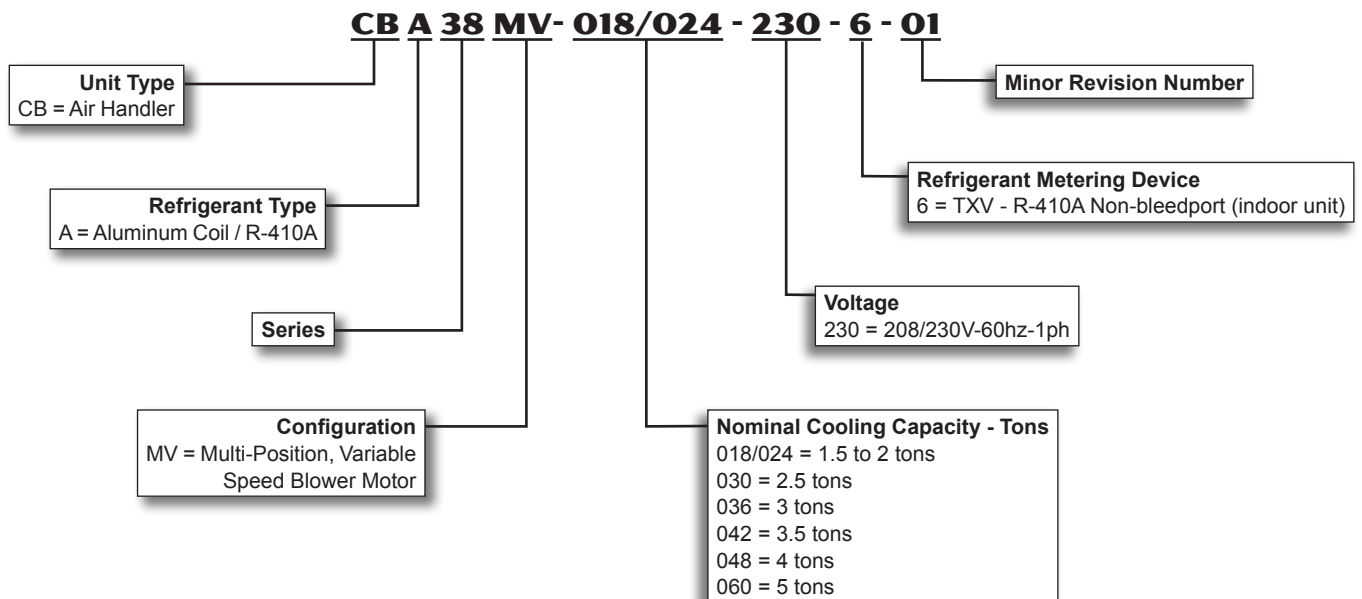 CB A 38 MV- 018/024 - 230 - 6 - 01
Unit Type
CB = Air Handler
Minor Revision Number
Refrigerant Type
A = Aluminum Coil / R-410A
Refrigerant Metering Device
6 = TXV - R-410A Non-bleedport (indoor unit)
Series
Voltage
230 = 208/230V-60hz-1ph
Configuration
MV = Multi-Position, Variable
Speed Blower Motor
Nominal Cooling Capacity - Tons
018/024 = 1.5 to 2 tons
030 = 2.5 tons
036 = 3 tons
042 = 3.5 tons
048 = 4 tons
060 = 5 tons